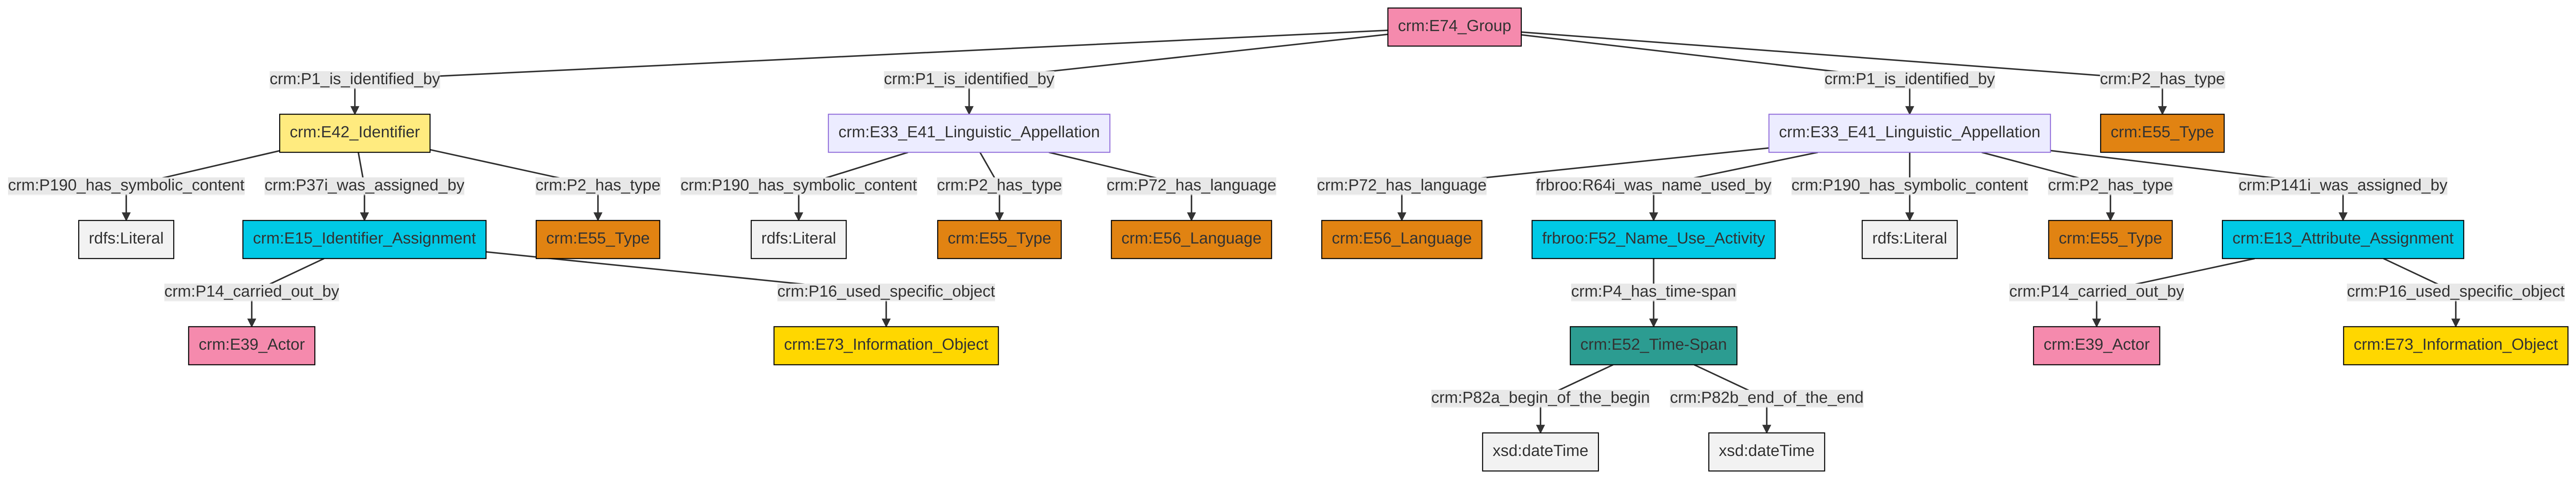 crm:E74_Group
crm:P1_is_identified_by
crm:P1_is_identified_by
crm:P1_is_identified_by
crm:P2_has_type
crm:E42_Identifier
crm:E33_E41_Linguistic_Appellation
crm:E33_E41_Linguistic_Appellation
crm:E55_Type
crm:P190_has_symbolic_content
crm:P37i_was_assigned_by
crm:P2_has_type
crm:P190_has_symbolic_content
crm:P2_has_type
crm:P72_has_language
crm:P72_has_language
frbroo:R64i_was_name_used_by
crm:P190_has_symbolic_content
crm:P2_has_type
crm:P141i_was_assigned_by
rdfs:Literal
crm:E15_Identifier_Assignment
crm:E55_Type
rdfs:Literal
crm:E55_Type
crm:E56_Language
crm:E56_Language
frbroo:F52_Name_Use_Activity
rdfs:Literal
crm:E55_Type
crm:E13_Attribute_Assignment
crm:P14_carried_out_by
crm:P16_used_specific_object
crm:P4_has_time-span
crm:P14_carried_out_by
crm:P16_used_specific_object
crm:E39_Actor
crm:E73_Information_Object
crm:E52_Time-Span
crm:E39_Actor
crm:E73_Information_Object
crm:P82a_begin_of_the_begin
crm:P82b_end_of_the_end
xsd:dateTime
xsd:dateTime